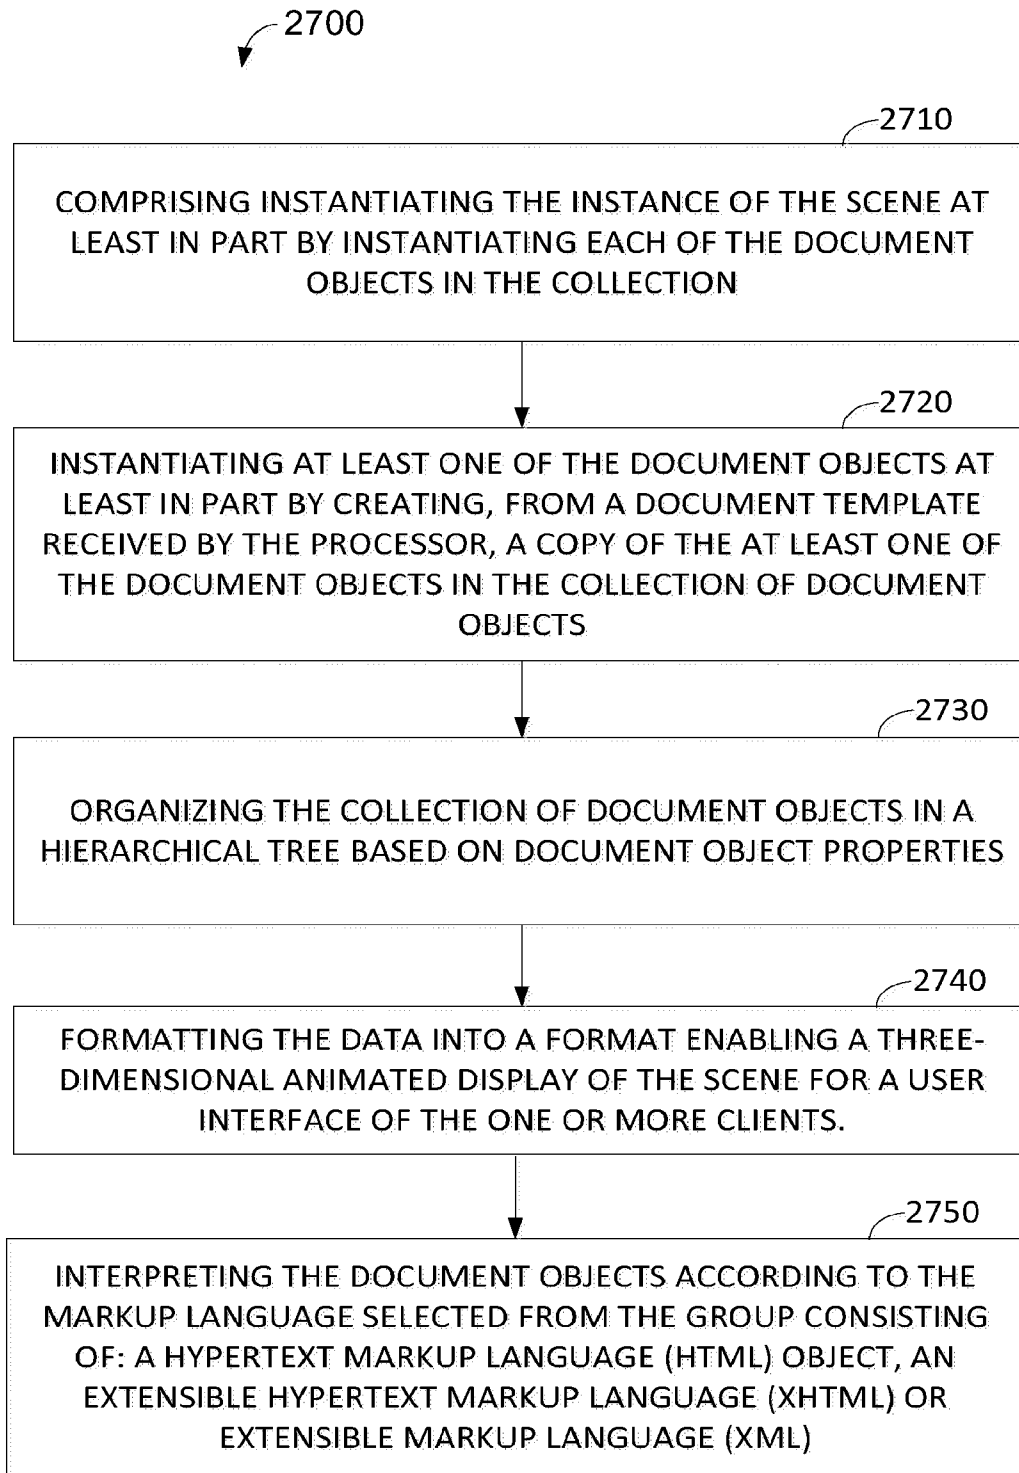 2700
2710
COMPRISING INSTANTIATING THE INSTANCE OF THE SCENE AT
LEAST IN PART BY INSTANTIATING EACH OF THE DOCUMENT
OBJECTS IN THE COLLECTION
2720
INSTANTIATING AT LEAST ONE OF THE DOCUMENT OBJECTS AT
LEAST IN PART BY CREATING, FROM A DOCUMENT TEMPLATE
RECEIVED BY THE PROCESSOR, A COPY OF THE AT LEAST ONE OF
THE DOCUMENT OBJECTS IN THE COLLECTION OF DOCUMENT
OBJECTS
2730
ORGANIZING THE COLLECTION OF DOCUMENT OBJECTS IN A
HIERARCHICAL TREE BASED ON DOCUMENT OBJECT PROPERTIES
2740
FORMATTING THE DATA INTO A FORMAT ENABLING A THREE-
DIMENSIONAL ANIMATED DISPLAY OF THE SCENE FOR A USER
INTERFACE OF THE ONE OR MORE CLIENTS.
2750
INTERPRETING THE DOCUMENT OBJECTS ACCORDING TO THE
MARKUP LANGUAGE SELECTED FROM THE GROUP CONSISTING
OF: A HYPERTEXT MARKUP LANGUAGE (HTML) OBJECT, AN
EXTENSIBLE HYPERTEXT MARKUP LANGUAGE (XHTML) OR
EXTENSIBLE MARKUP LANGUAGE (XML)